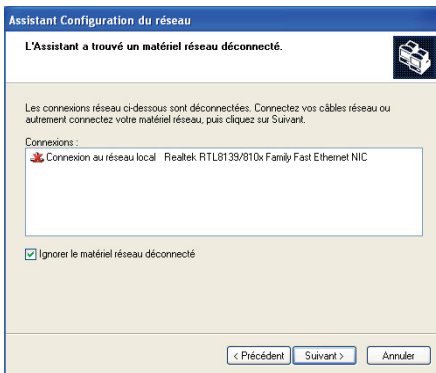 Assistant Configuration du réseau
L'Assistant a trouvé un matériel réseau déconnecté.
Les connexions réseau ci-dessous sont déconnectées. Connectez vos câbles réseau ou
autrement connectez votre matériel réseau, puis cliquez sur Suivant.
Connexions :
Connexion au réseau local Realtek RTL8139/810x Family Fast Ethernet NIC
Ignorer le matériel réseau déconnecté
< Précédent Suivant > Annuler